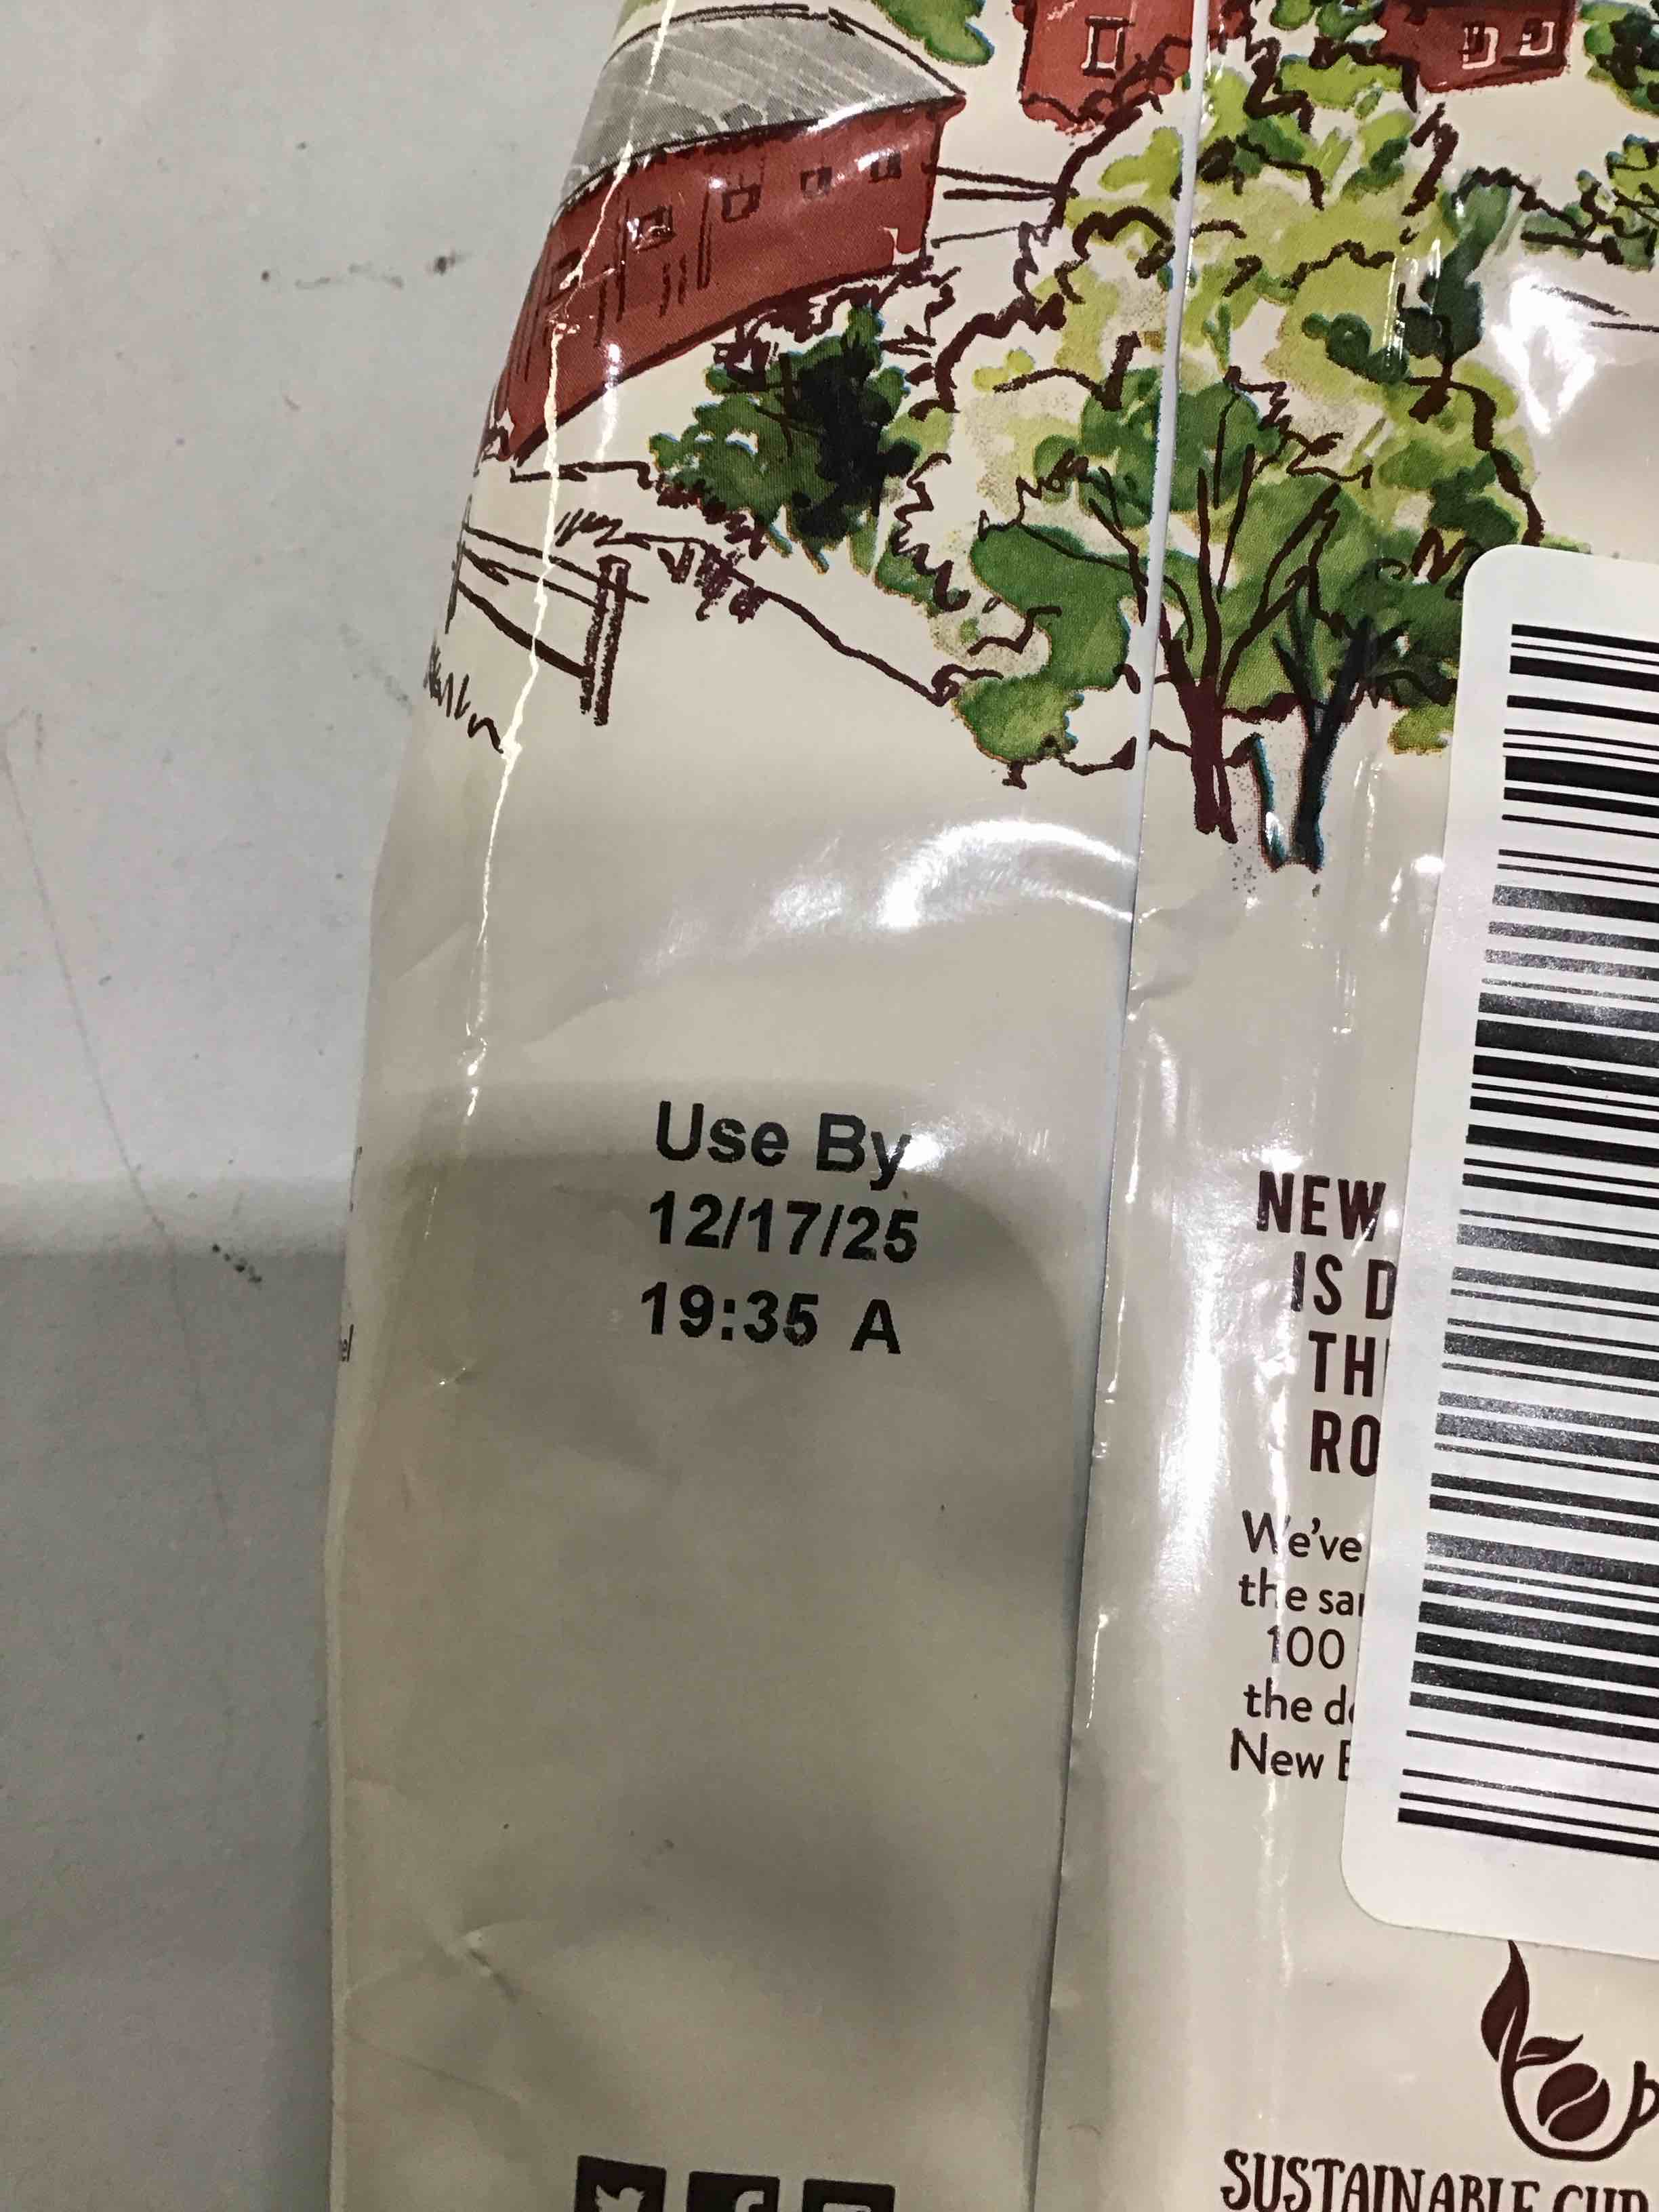 Use By
12/17/25
19:35 A
NEW
IS D
TH
RO
We've
the sa
100
the d
New E
SUSTAINABLE CUP